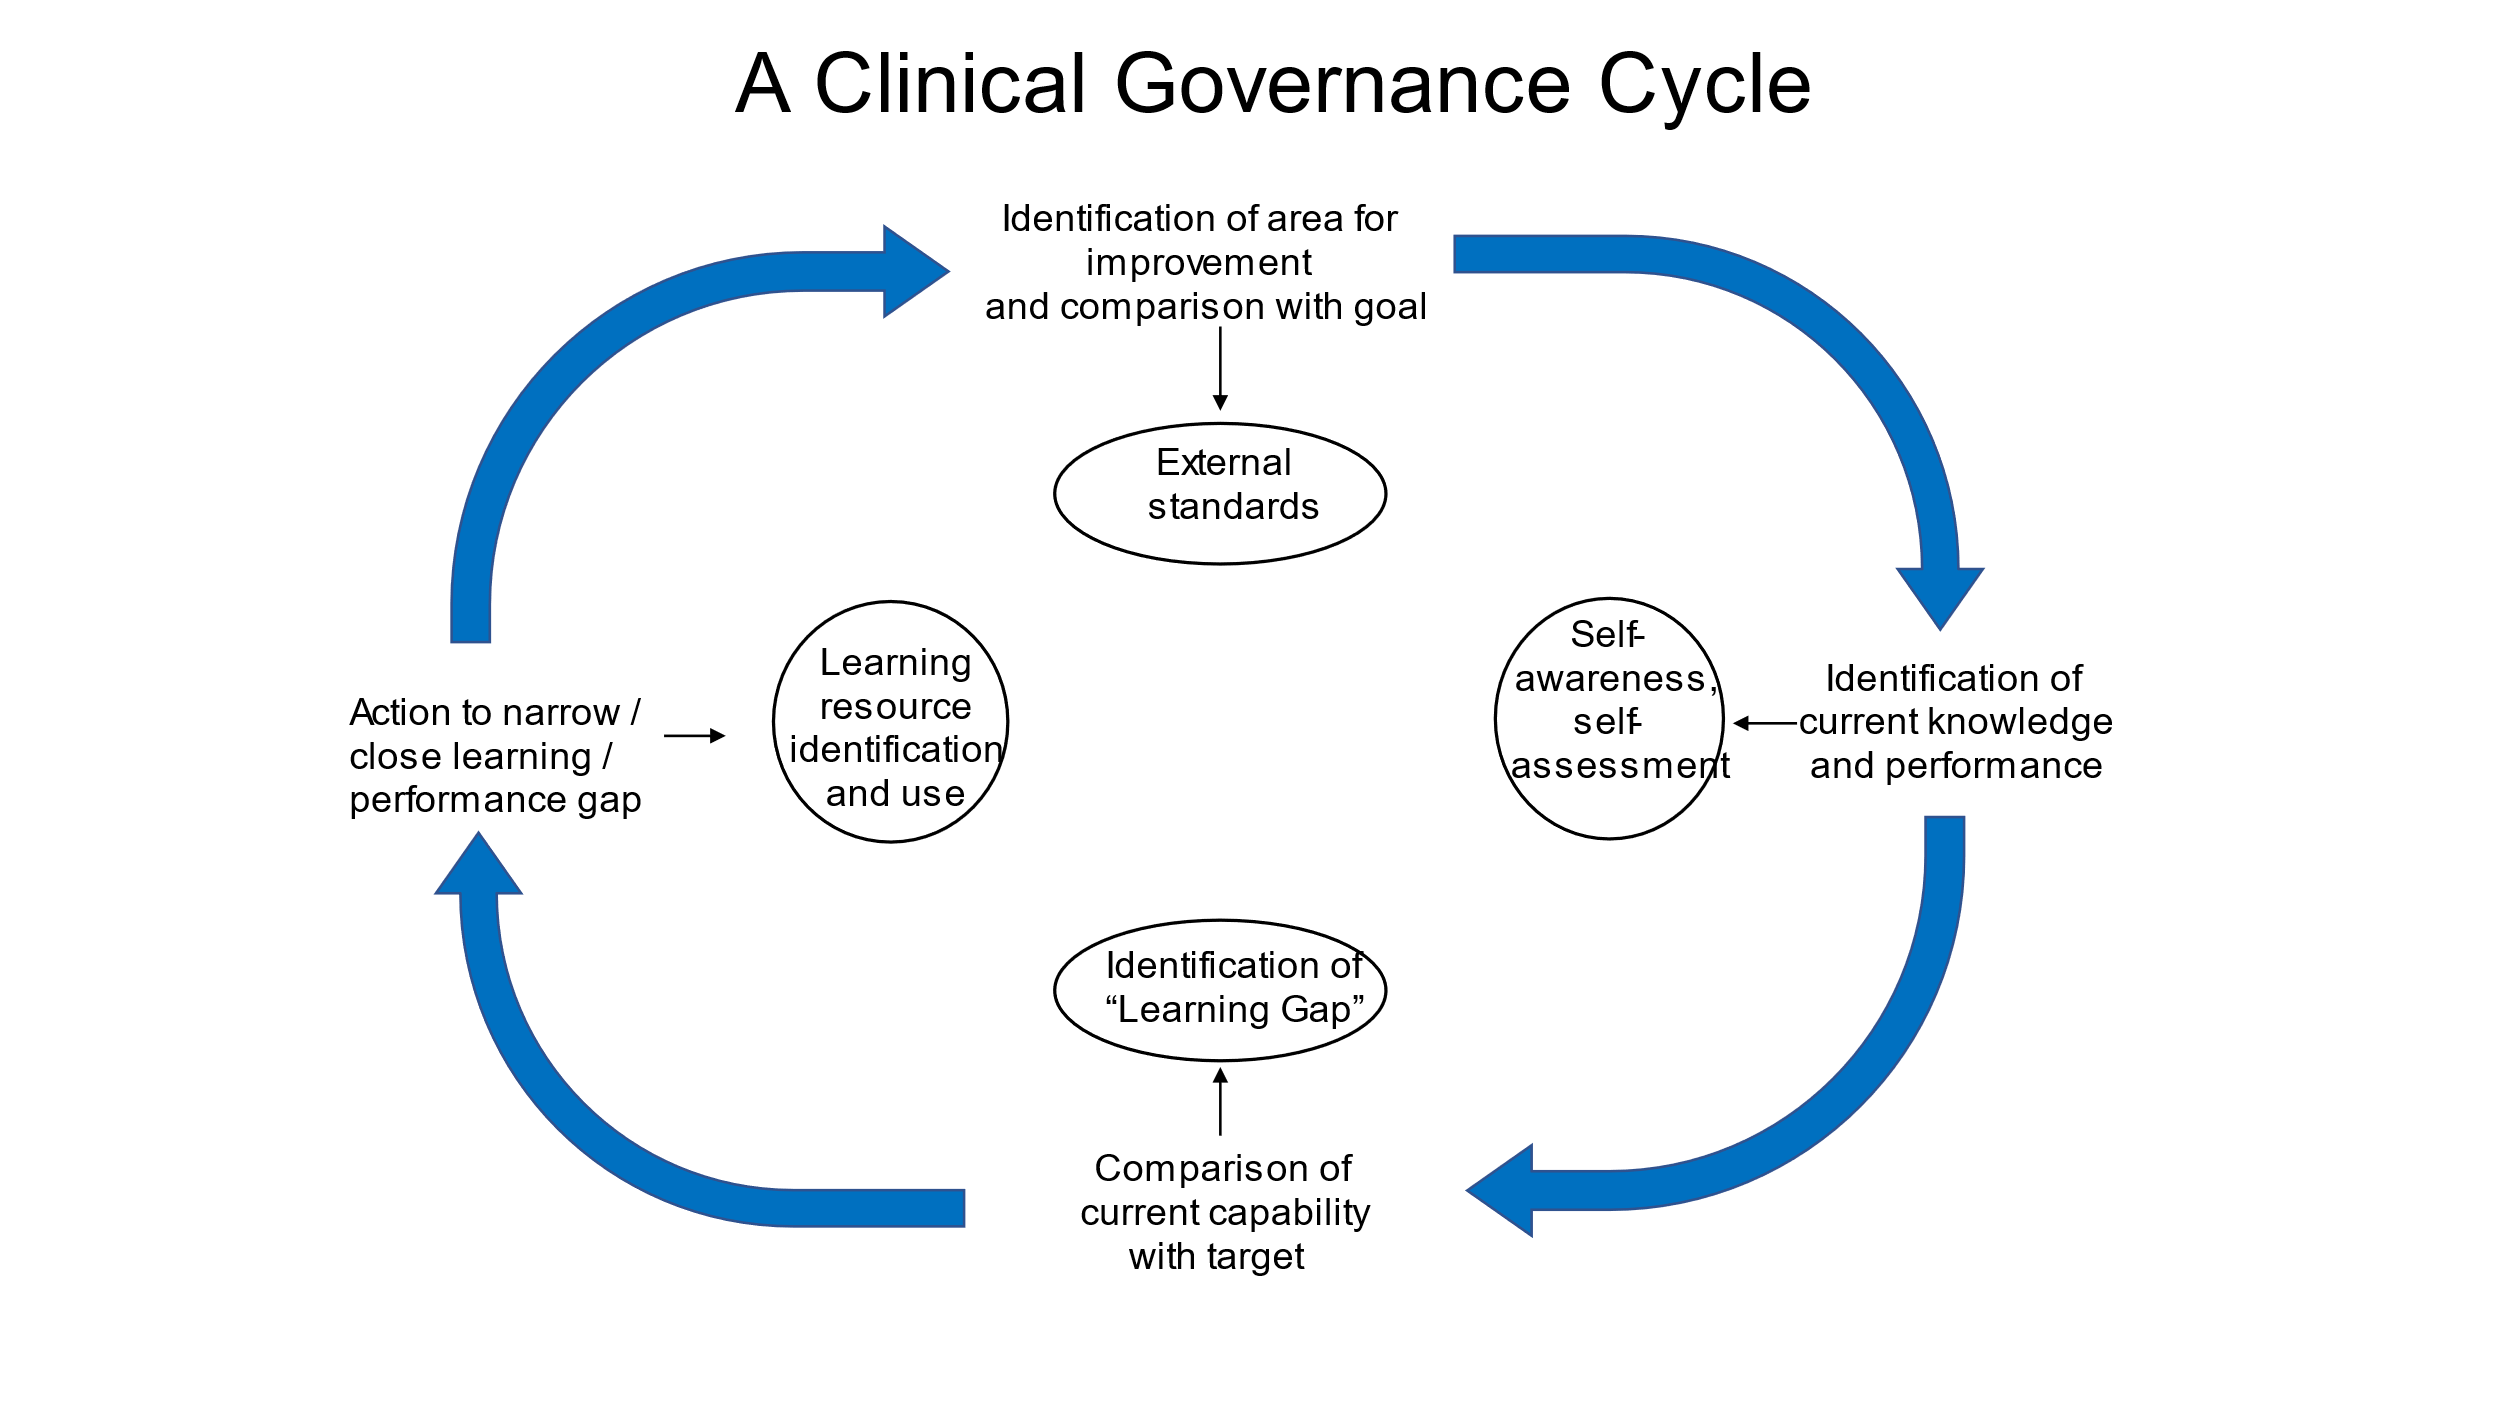 A Clinical Governance Cycle
Identification of area for
improvement
and comparison with goal
External
standards
Self-
awareness,
self-
assessment
Identification of
current knowledge
and performance
Learning
resource
identification
and use
Action to narrow /
close learning /
performance gap
Identification of
“Learning Gap”
Comparison of
current capability
with target